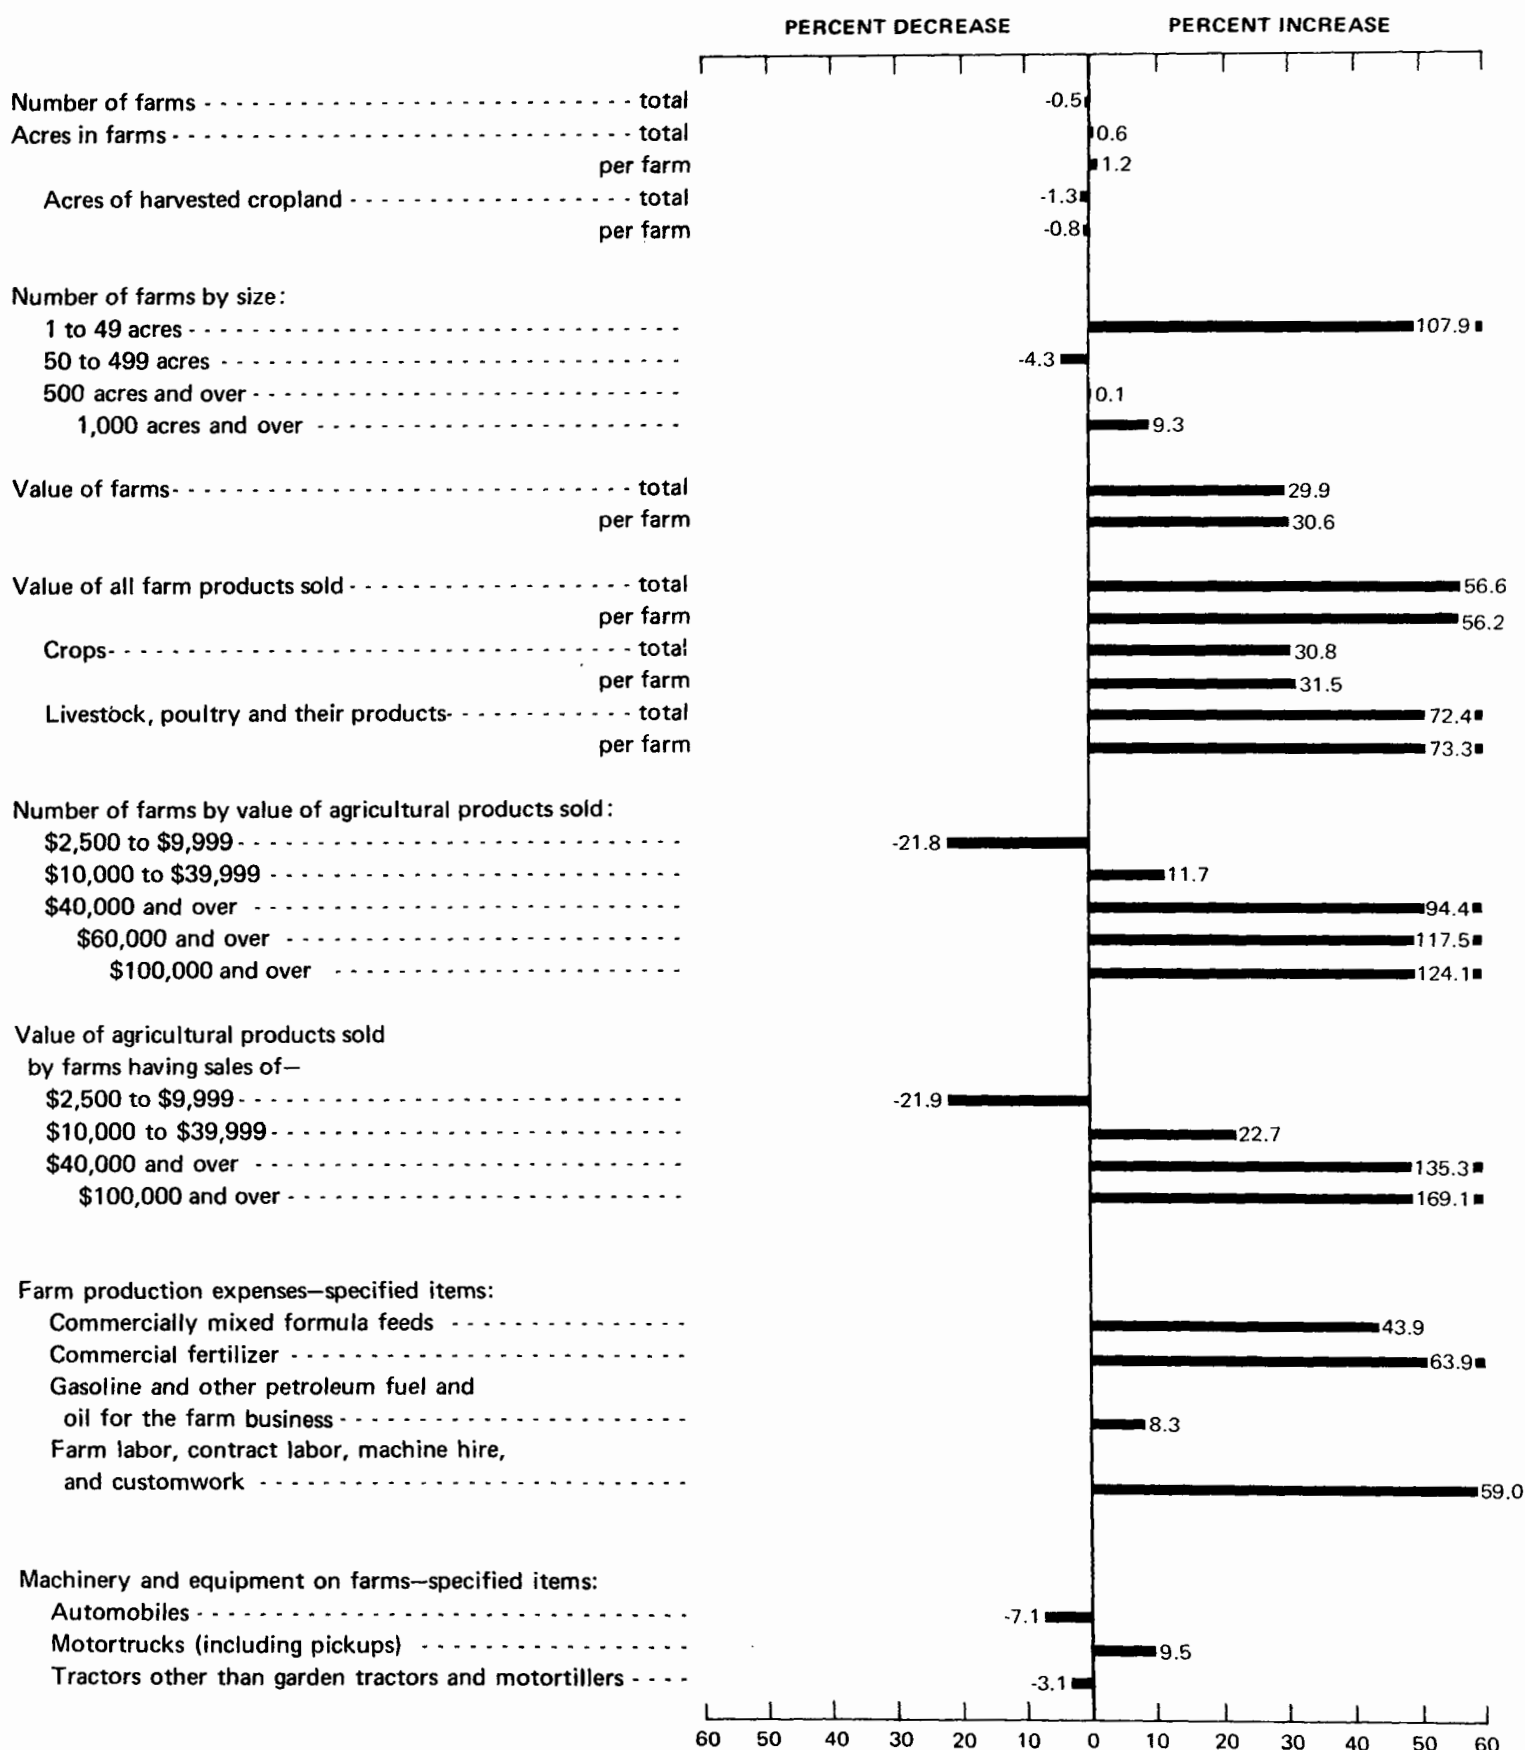 PERCENT DECREASE PERCENT INCREASE
Number of farms - - - total -0.5
Acres in farms - - - total 0.6
per farm 1.2
Acres of harvested cropland - - - total -1.3
per farm -0.8
Number of farms by size:
1 to 49 acres - - - 107.9
50 to 499 acres - - - -4.3
500 acres and over - - - 0.1
1,000 acres and over - - - 9.3
Value of farms - - - total 29.9
per farm 30.6
Value of all farm products sold - - - total 56.6
per farm 56.2
Crops - - - total 30.8
per farm 31.5
Livestock, poultry and their products - - - total 72.4
per farm 73.3
Number of farms by value of agricultural products sold:
$2,500 to $9,999 - - - -21.8
$10,000 to $39,999 - - - 11.7
$40,000 and over - - - 94.4
$60,000 and over - - - 117.5
$100,000 and over - - - 124.1
Value of agricultural products sold
by farms having sales of—
$2,500 to $9,999 - - - -21.9
$10,000 to $39,999 - - - 22.7
$40,000 and over - - - 135.3
$100,000 and over - - - 169.1
Farm production expenses—specified items:
Commercially mixed formula feeds - - - 43.9
Commercial fertilizer - - - 63.9
Gasoline and other petroleum fuel and
oil for the farm business - - - 8.3
Farm labor, contract labor, machine hire,
and customwork - - - 59.0
Machinery and equipment on farms—specified items:
Automobiles - - - -7.1
Motortrucks (including pickups) - - - 9.5
Tractors other than garden tractors and motortillers - - - -3.1
60 50 40 30 20 10 0 10 20 30 40 50 60